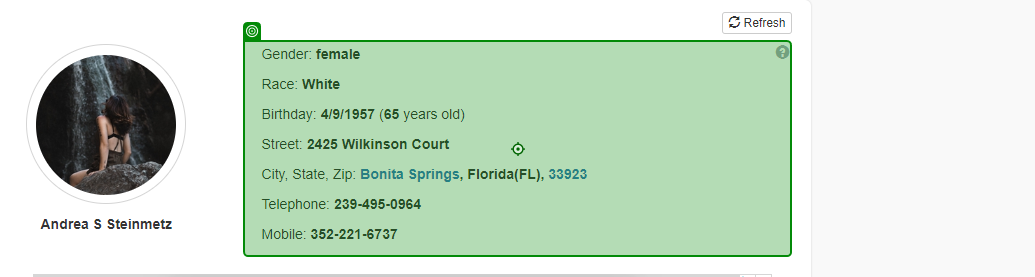 Refresh
Gender: female
Race: White
Birthday: 4/9/1957 (65 years old)
Street: 2425 Wilkinson Court
City, State, Zip: Bonita Springs, Florida(FL), 33923
Telephone: 239-495-0964
Mobile: 352-221-6737
Andrea S Steinmetz